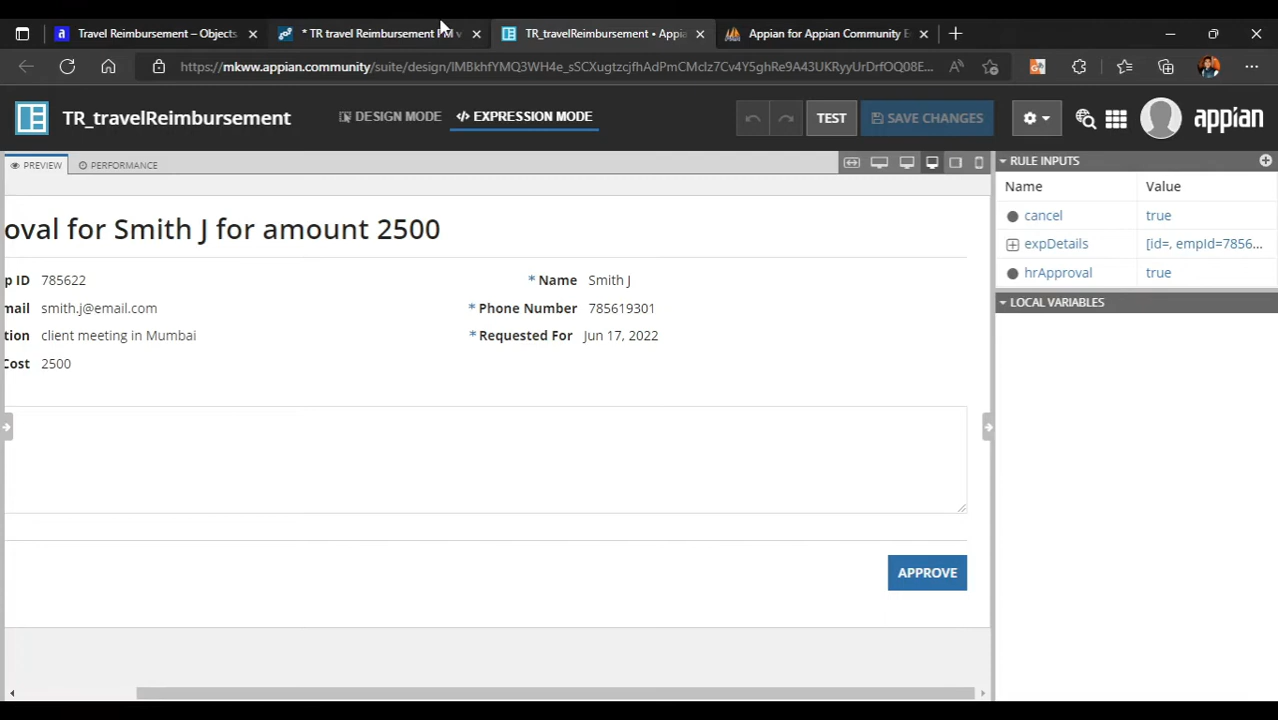 Travel Reimbursement – Objects
* TR travel Reimbursement PM v
TR_travelReimbursement • Appia
Appian for Appian Community E
https://mkww.appian.community/suite/design/
TR_travelReimbursement
DESIGN MODE
</> EXPRESSION MODE
TEST
SAVE CHANGES
appian
PREVIEW
PERFORMANCE
RULE INPUTS
Name Value
cancel true
expDetails [id=, empId=7856...
hrApproval true
LOCAL VARIABLES
oval for Smith J for amount 2500
p ID 785622
* Name Smith J
mail smith.j@email.com
* Phone Number 785619301
tion client meeting in Mumbai
* Requested For Jun 17, 2022
Cost 2500
APPROVE